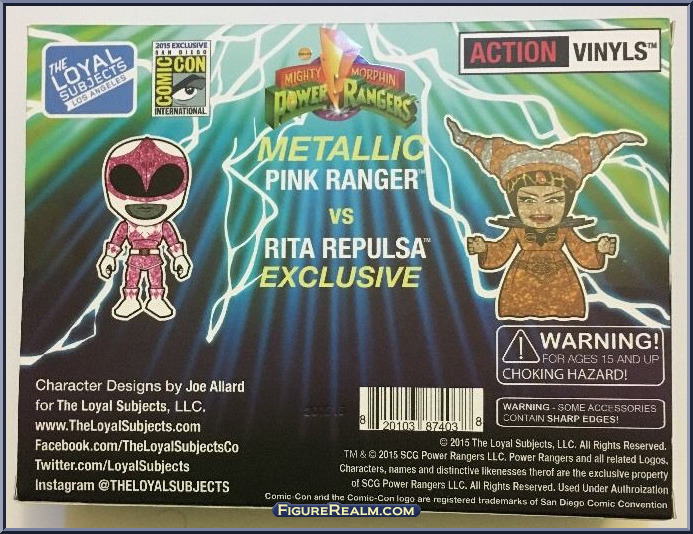 THE
LOYAL
SUBJECTS
LOS ANGELES
2015 EXCLUSIVE
SAN DIEGO
COMIC CON
INTERNATIONAL
MIGHTY MORPHIN
POWER RANGERS
ACTION VINYLS™
METALLIC
PINK RANGER™
VS
RITA REPULSA™
EXCLUSIVE
WARNING!
FOR AGES 15 AND UP
CHOKING HAZARD!
WARNING - SOME ACCESSORIES
CONTAIN SHARP EDGES!
Character Designs by Joe Allard
for The Loyal Subjects, LLC.
www.TheLoyalSubjects.com
Facebook.com/TheLoyalSubjectsCo
Twitter.com/LoyalSubjects
Instagram @THELOYALSUBJECTS
8 20103 87403 8
© 2015 The Loyal Subjects, LLC. All Rights Reserved.
TM & © 2015 SCG Power Rangers LLC. Power Rangers and all related Logos,
Characters, names and distinctive likenesses therof are the exclusive property
of SCG Power Rangers LLC. All Rights Reserved. Used Under Authroization
Comic-Con and the Comic-Con logo are registered trademarks of San Diego Comic Convention
FIGUREREALM.COM